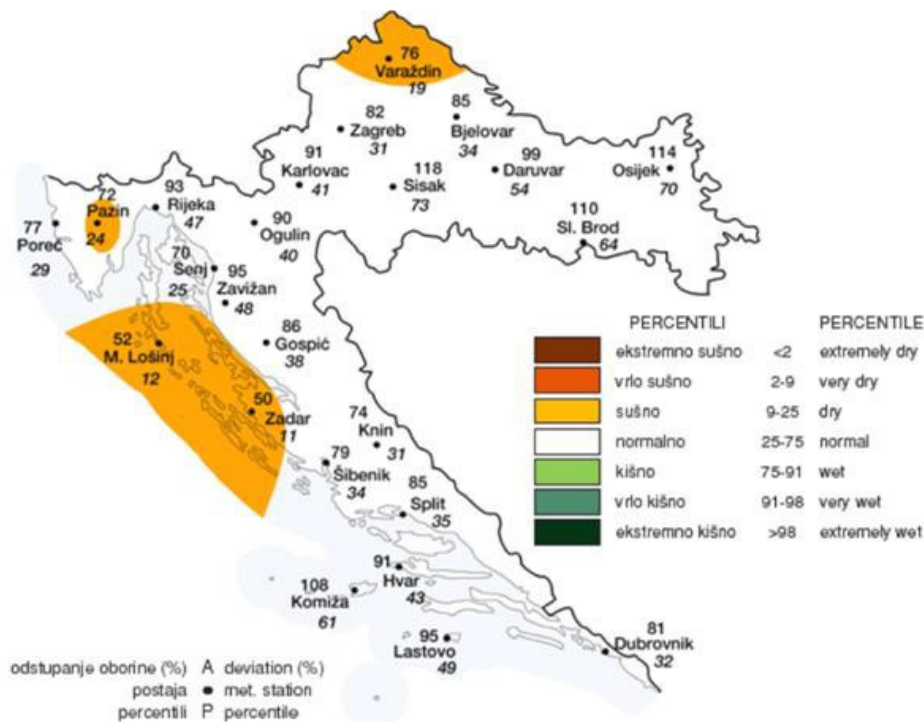 76
Varaždin
19
82
Zagreb
31
85
Bjelovar
34
91
Karlovac
41
118
Sisak
73
99
Daruvar
54
114
Osijek
70
72
Pazin
24
93
Rijeka
47
77
Poreč
29
90
Ogulin
40
110
Sl. Brod
64
70
Senj
25
95
Zavižan
48
52
M. Lošinj
12
86
Gospić
38
50
Zadar
11
74
Knin
31
79
Šibenik
34
85
Split
35
91
Hvar
43
108
Komiža
61
95
Lastovo
49
81
Dubrovnik
32
PERCENTILI PERCENTILE
ekstremno sušno <2 extremely dry
vrlo sušno 2-9 very dry
sušno 9-25 dry
normalno 25-75 normal
kišno 75-91 wet
vrlo kišno 91-98 very wet
ekstremno kišno >98 extremely wet
odstupanje oborine (%) A deviation (%)
postaja ● met. station
percentili P percentile